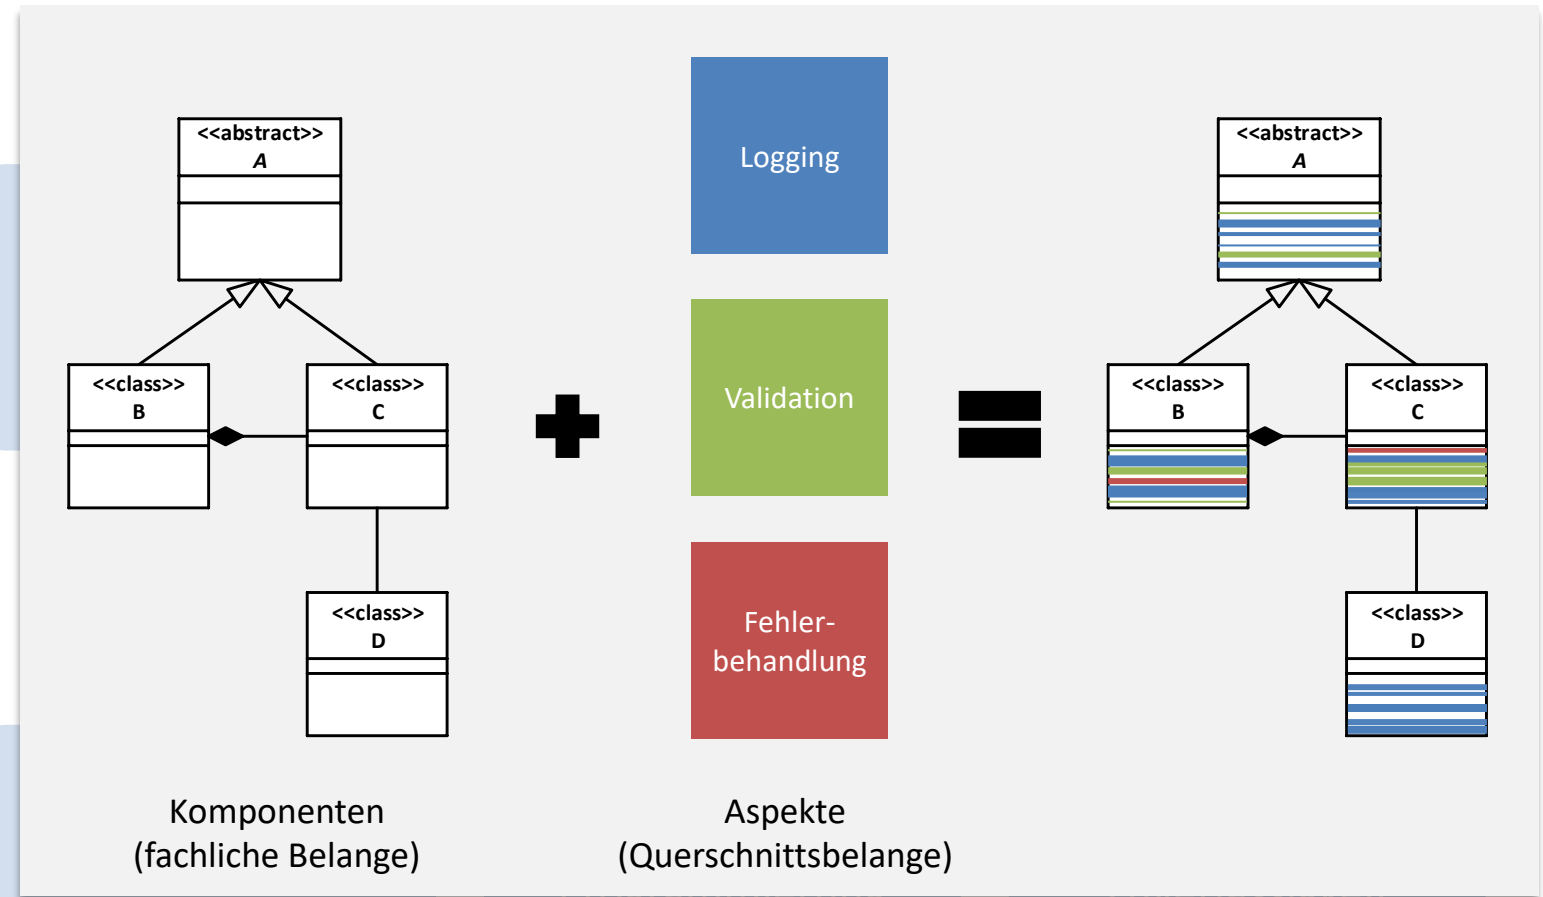 <<abstract>>
A
<<class>>
B
<<class>>
C
<<class>>
D
Komponenten
(fachliche Belange)
Logging
Validation
Fehler-
behandlung
Aspekte
(Querschnittsbelange)
<<abstract>>
A
<<class>>
B
<<class>>
C
<<class>>
D